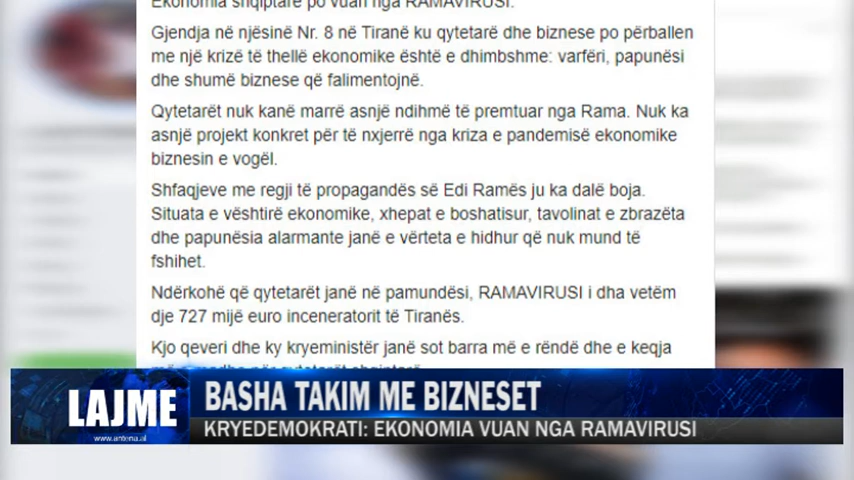 Ekonomia shqiptare po vuan nga RAMAVIRUSI.
Gjendja në njësinë Nr. 8 në Tiranë ku qytetarë dhe biznese po përballen
me një krizë të thellë ekonomike është e dhimbshme: varfëri, papunësi
dhe shumë biznese që falimentojnë.
Qytetarët nuk kanë marrë asnjë ndihmë të premtuar nga Rama. Nuk ka
asnjë projekt konkret për të nxjerrë nga kriza e pandemisë ekonomike
biznesin e vogël.
Shfaqjeve me regji të propagandës së Edi Ramës ju ka dalë boja.
Situata e vështirë ekonomike, xhepat e boshatisur, tavolinat e zbrazëta
dhe papunësia alarmante janë e vërteta e hidhur që nuk mund të
fshihet.
Ndërkohë që qytetarët janë në pamundësi, RAMAVIRUSI i dha vetëm
dje 727 mijë euro inceneratorit të Tiranës.
Kjo qeveri dhe ky kryeministër janë sot barra më e rëndë dhe e keqja
LAJME
www.antena.al
BASHA TAKIM ME BIZNESET
KRYEDEMOKRATI: EKONOMIA VUAN NGA RAMAVIRUSI